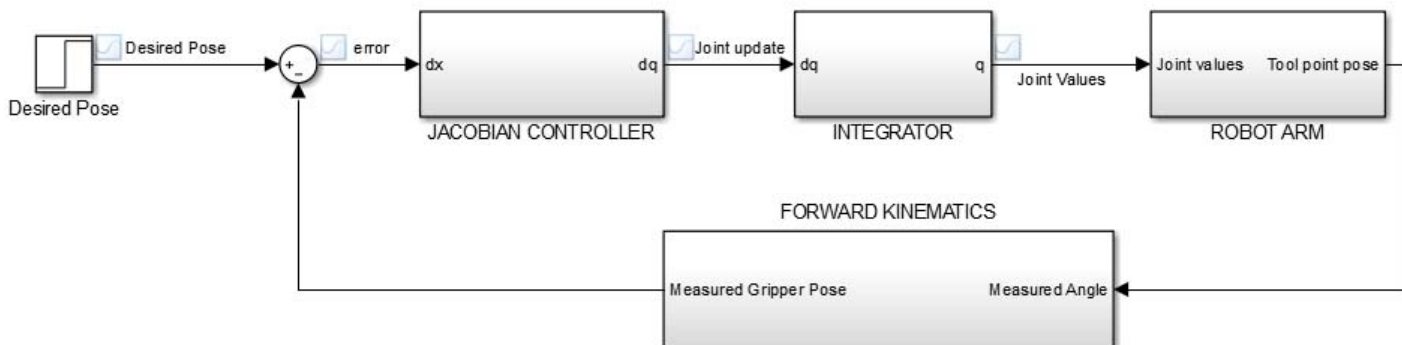 Desired Pose
Desired Pose
+
-
error
dx
dq
JACOBIAN CONTROLLER
Joint update
dq
q
INTEGRATOR
Joint Values
Joint values
Tool point pose
ROBOT ARM
FORWARD KINEMATICS
Measured Gripper Pose
Measured Angle